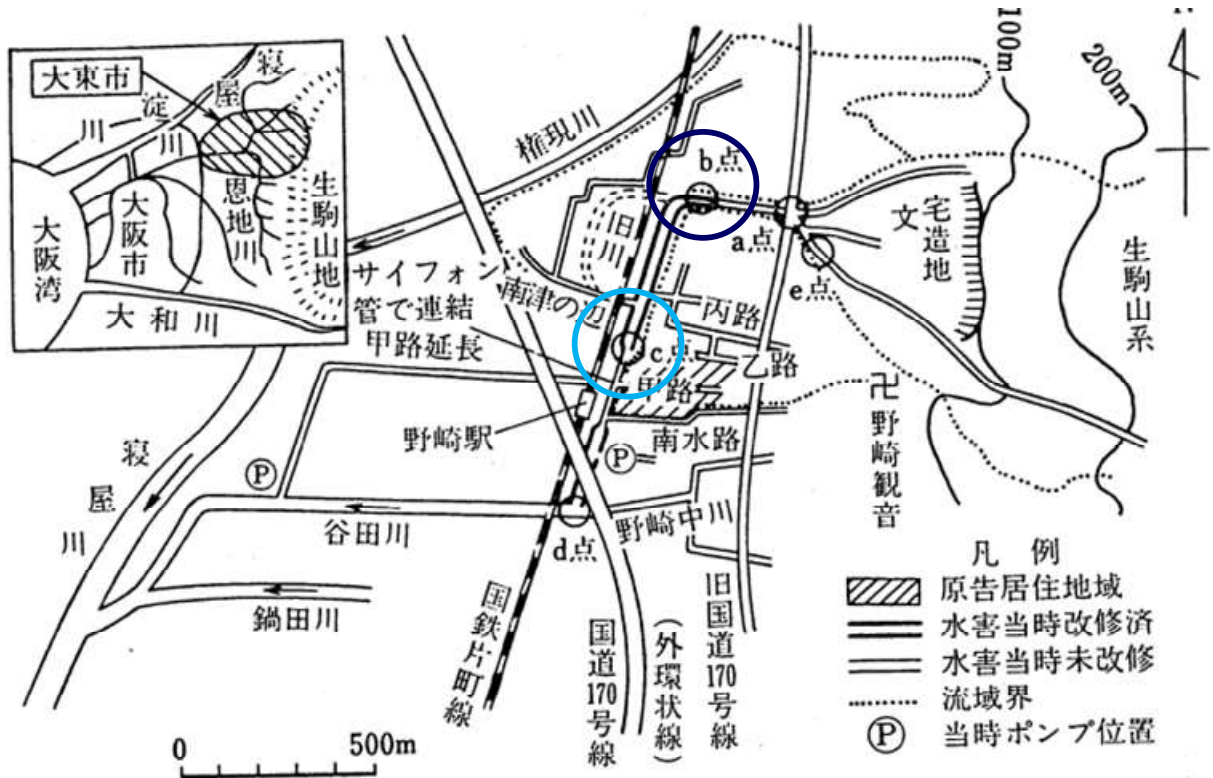 大東市
寝屋川
淀川
恩地川
生駒山地
大阪市
大阪湾
大和川
権現川
b点
100m
200m
旧川
a点
e点
文
宅造地
生駒山系
サイフォン
管で連結
甲路延長
南津の辺
丙路
c点
乙路
甲路
野崎駅
南水路
P
P
卍野崎観音
寝屋川
谷田川
d点
野崎中川
鍋田川
国鉄片町線
国道170号線
(外環状線)
旧国道170号線
凡例
原告居住地域
水害当時改修済
水害当時未改修
流域界
P 当時ポンプ位置
0 500m